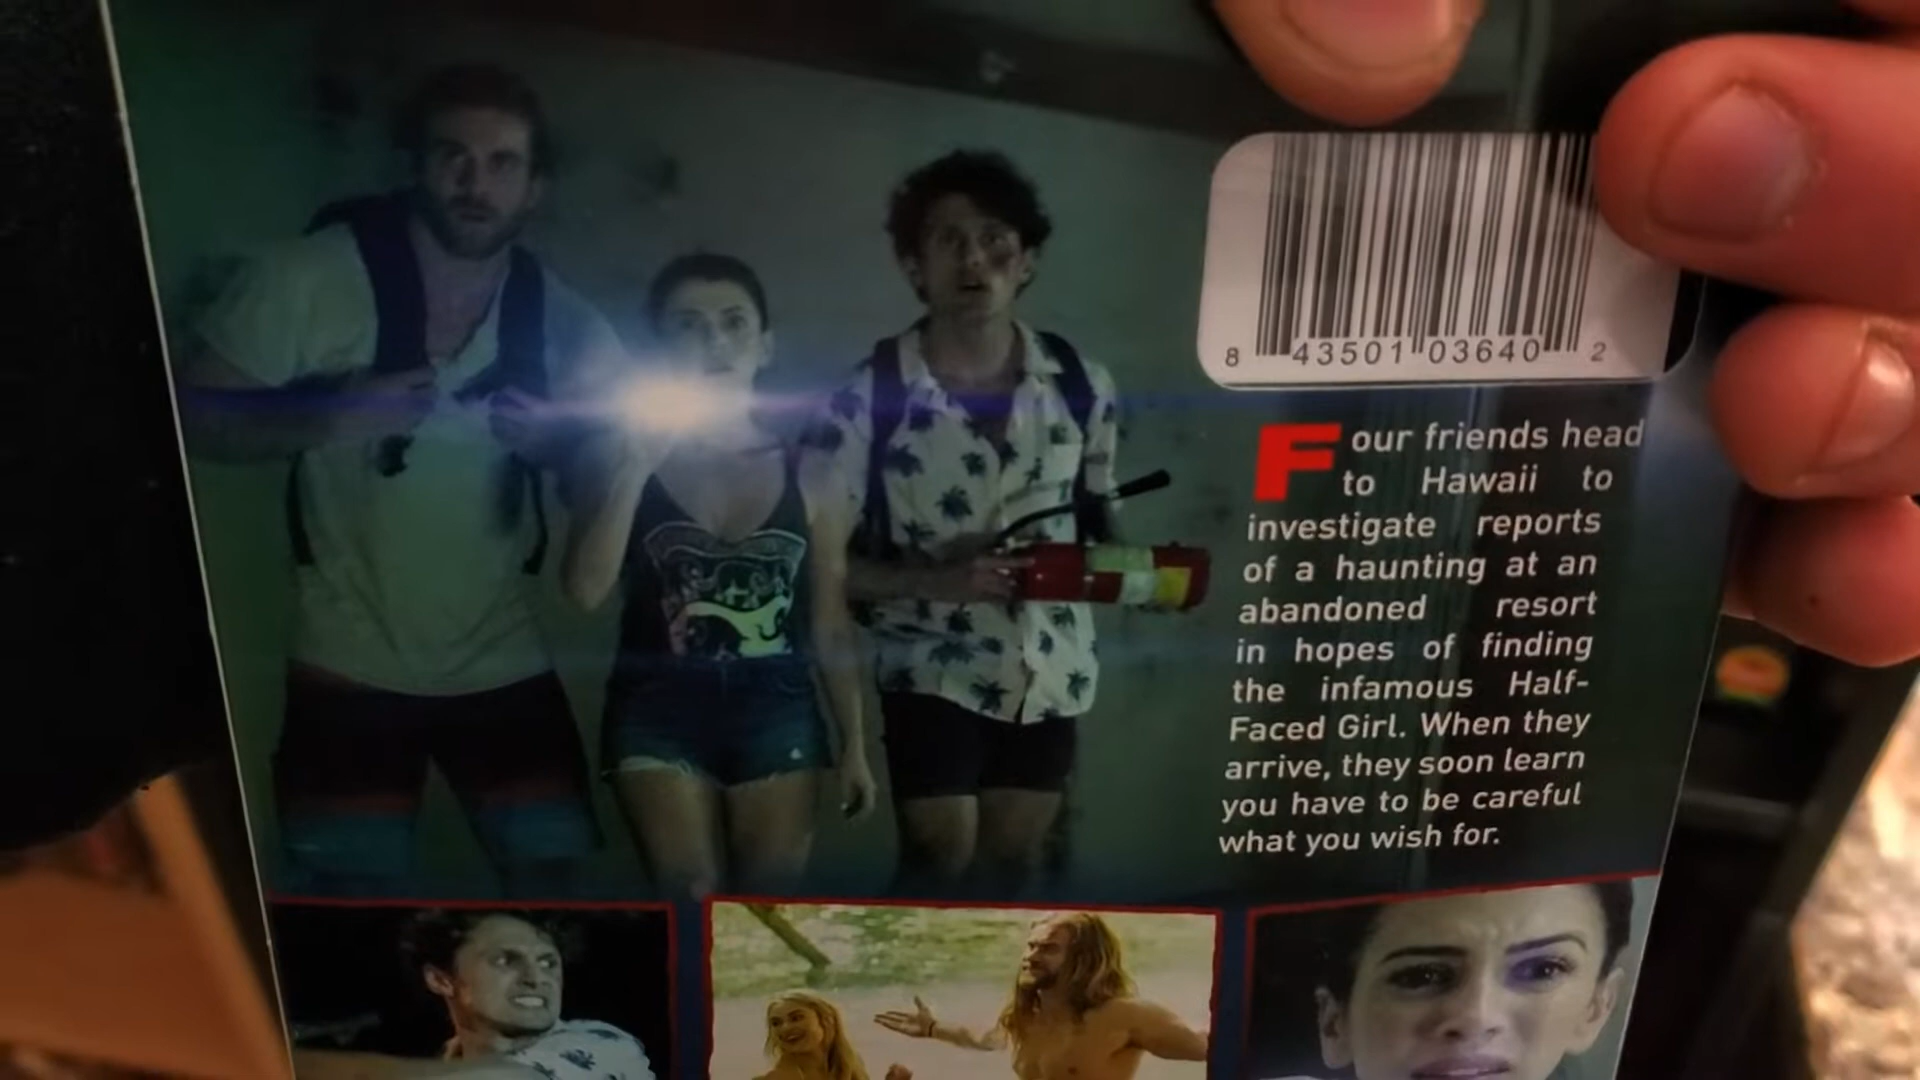 8 43501 03640 2
Four friends head
to Hawaii to
investigate reports
of a haunting at an
abandoned resort
in hopes of finding
the infamous Half-
Faced Girl. When they
arrive, they soon learn
you have to be careful
what you wish for.